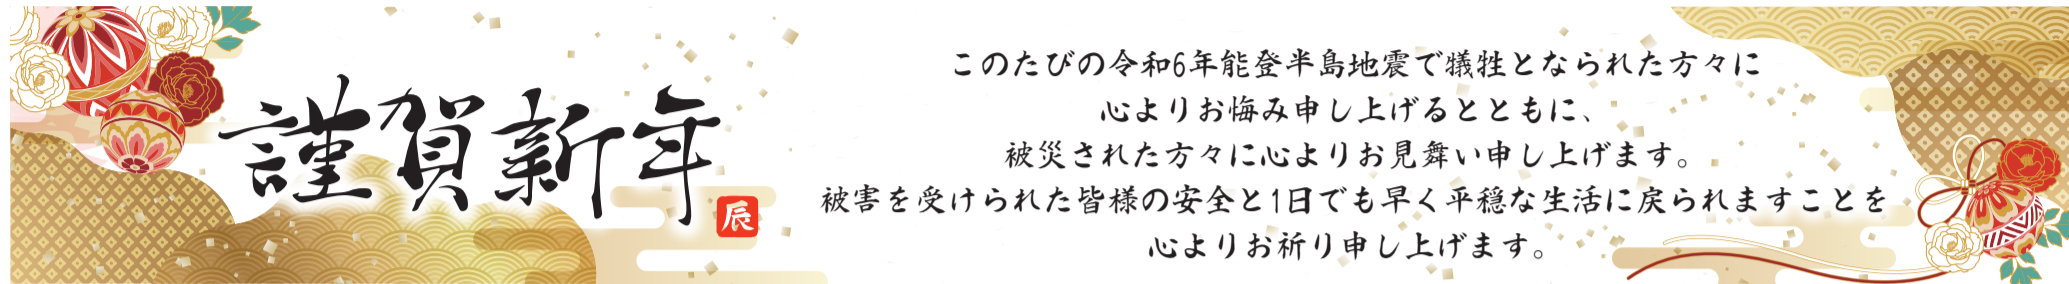 謹賀新年
辰
このたびの令和6年能登半島地震で犠牲となられた方々に
心よりお悔み申し上げるとともに、
被災された方々に心よりお見舞い申し上げます。
被害を受けられた皆様の安全と1日でも早く平穏な生活に戻られますことを
心よりお祈り申し上げます。